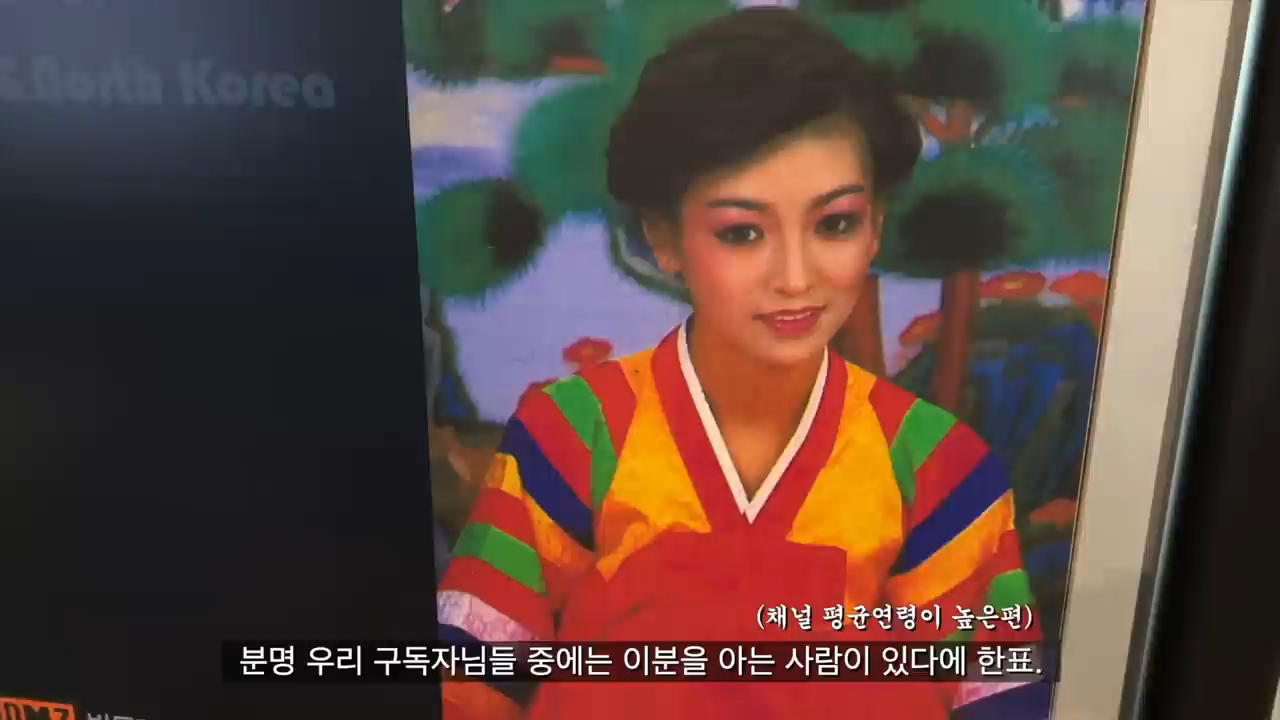 &North Korea
(채널 평균연령이 높은편)
분명 우리 구독자님들 중에는 이분을 아는 사람이 있다에 한표.
DMZ